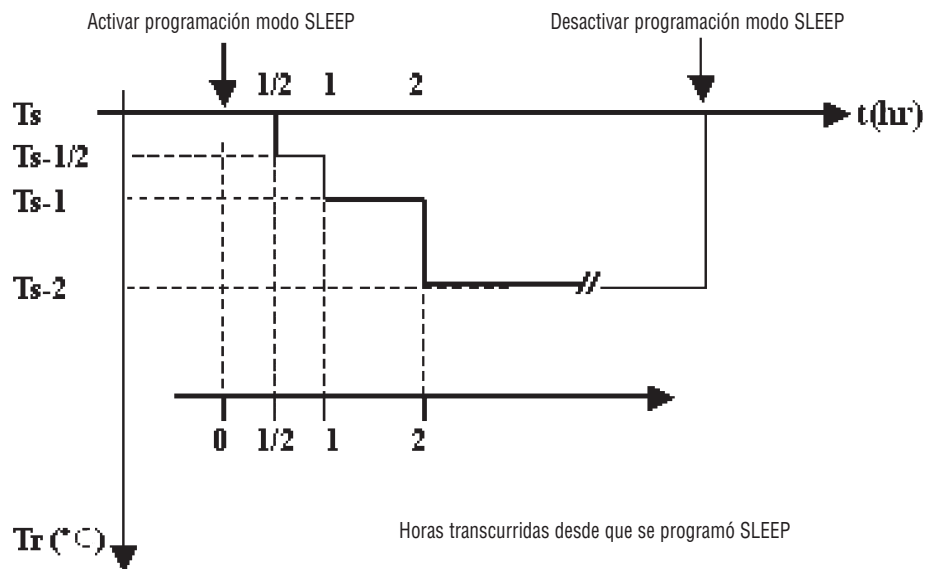 Activar programación modo SLEEP
Desactivar programación modo SLEEP
1/2 1 2
Ts
t(hr)
Ts-1/2
Ts-1
Ts-2
0 1/2 1 2
Tr (°C)
Horas transcurridas desde que se programó SLEEP